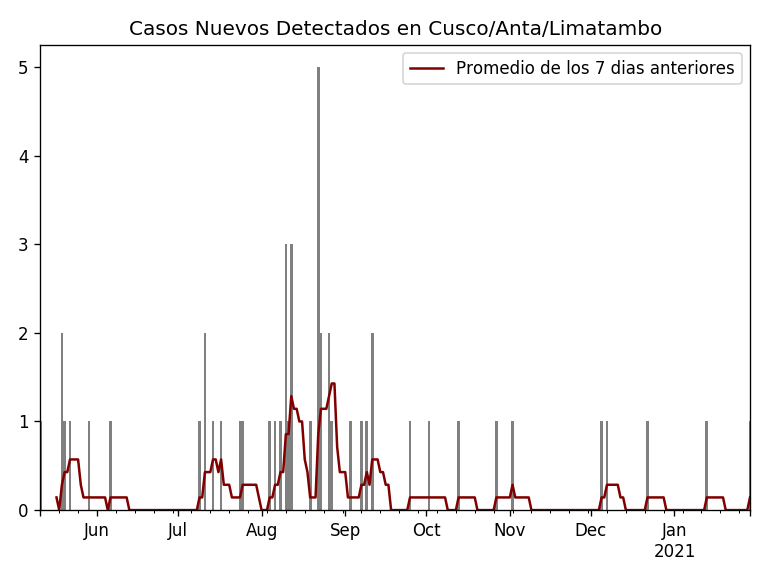 Casos Nuevos Detectados en Cusco/Anta/Limatambo
Promedio de los 7 dias anteriores
5
4
3
2
1
0
Jun Jul Aug Sep Oct Nov Dec Jan
2021